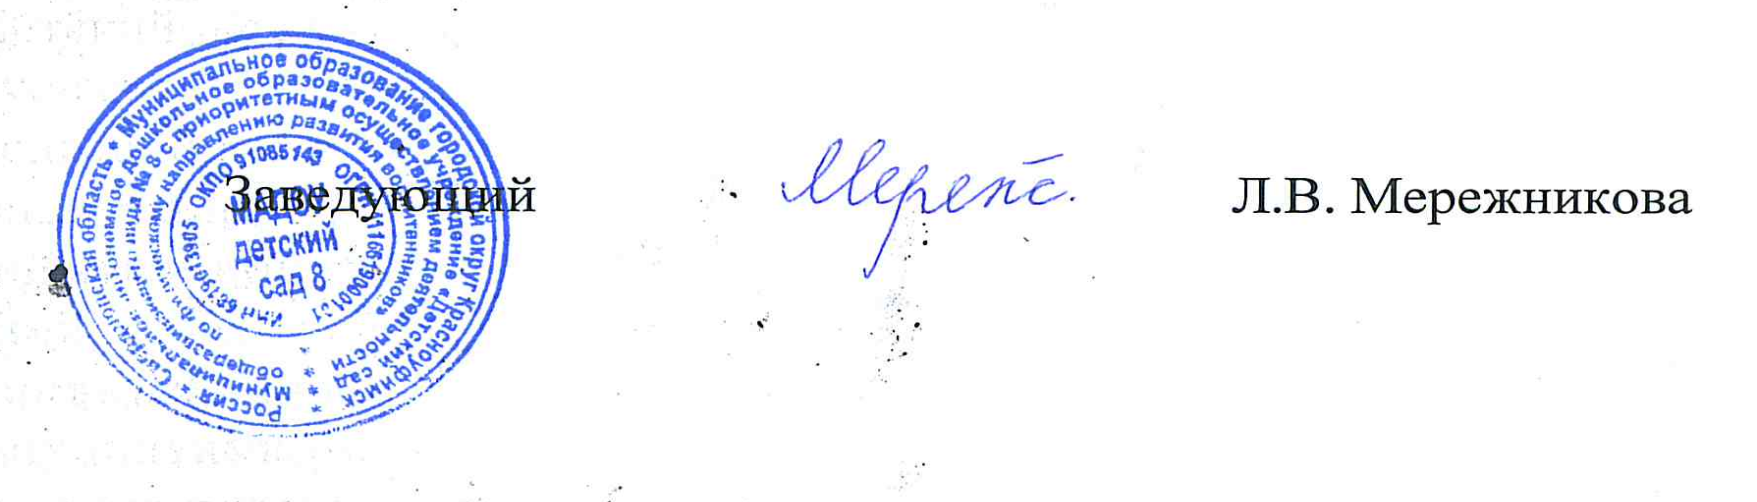 Россия * Свердловская область * Муниципальное образование городской округ Красноуфимск *
Муниципальное автономное дошкольное образовательное учреждение «Детский сад *
общеразвивающего вида № 8 с приоритетным осуществлением деятельности *
по физическому направлению развития воспитанников»
ИНН 6619013905 ОКПО 91085143 ОГРН
МАДОУ
детский
сад 8
Заведующий Л.В. Мережникова